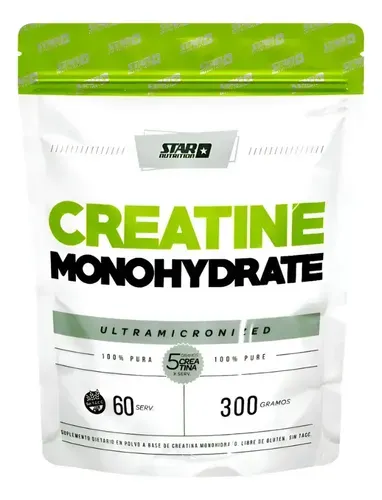 STAR
NUTRITION
CREATINE
MONOHYDRATE
ULTRAMICRONIZED
100% PURA
5 GRAMOS
CREA
TINA
X SERV.
100% PURE
60 SERV.
300 GRAMOS
SUPLEMENTO DIETARIO EN POLVO A BASE DE CREATINA MONOHIDRATO. LIBRE DE GLUTEN. SIN TACC.